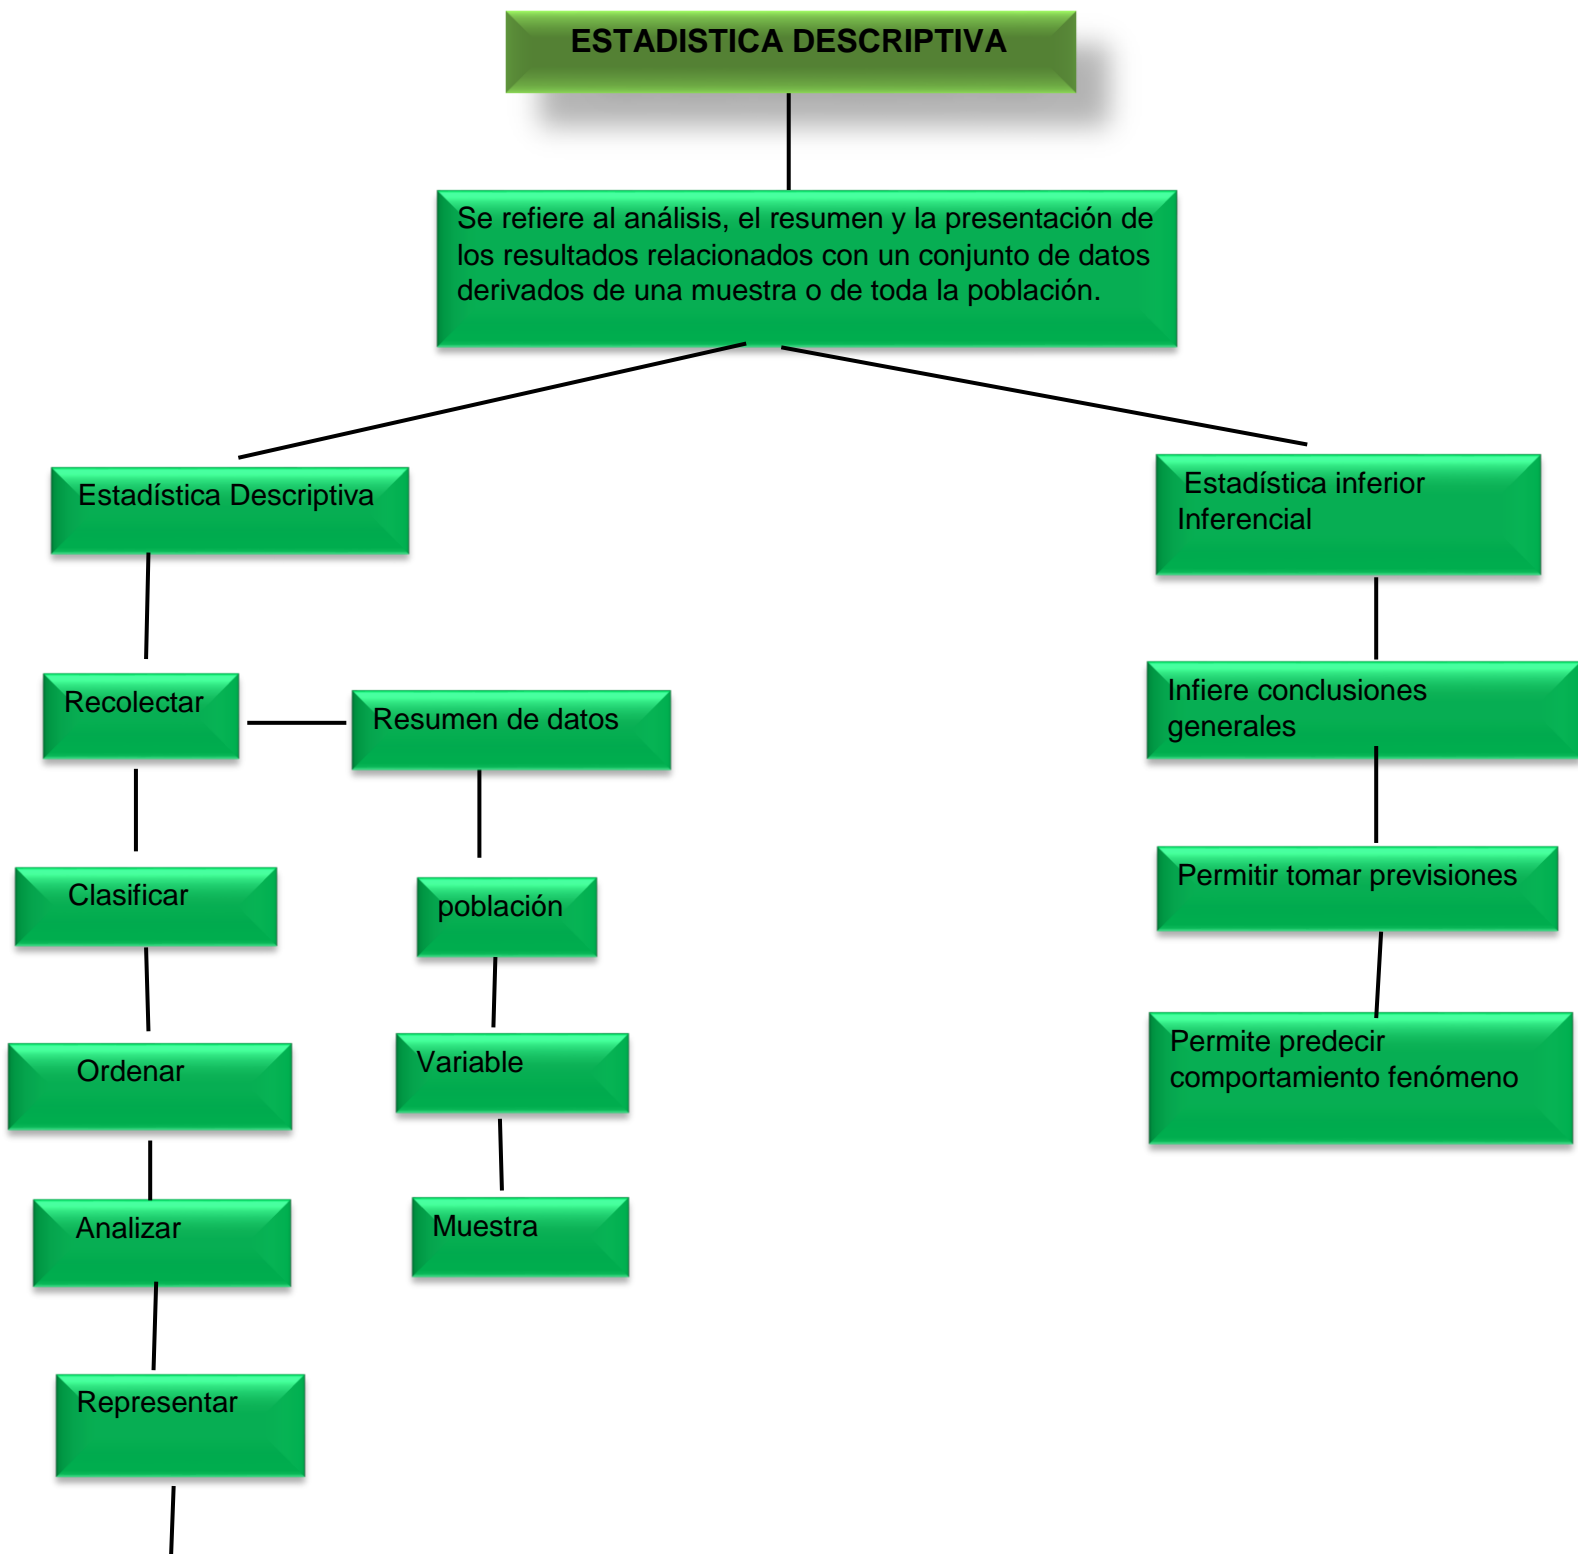 ESTADISTICA DESCRIPTIVA
Se refiere al análisis, el resumen y la presentación de
los resultados relacionados con un conjunto de datos
derivados de una muestra o de toda la población.
Estadística Descriptiva
Estadística inferior
Inferencial
Recolectar
Resumen de datos
Infiere conclusiones
generales
Clasificar
población
Permitir tomar previsiones
Ordenar
Variable
Permite predecir
comportamiento fenómeno
Analizar
Muestra
Representar